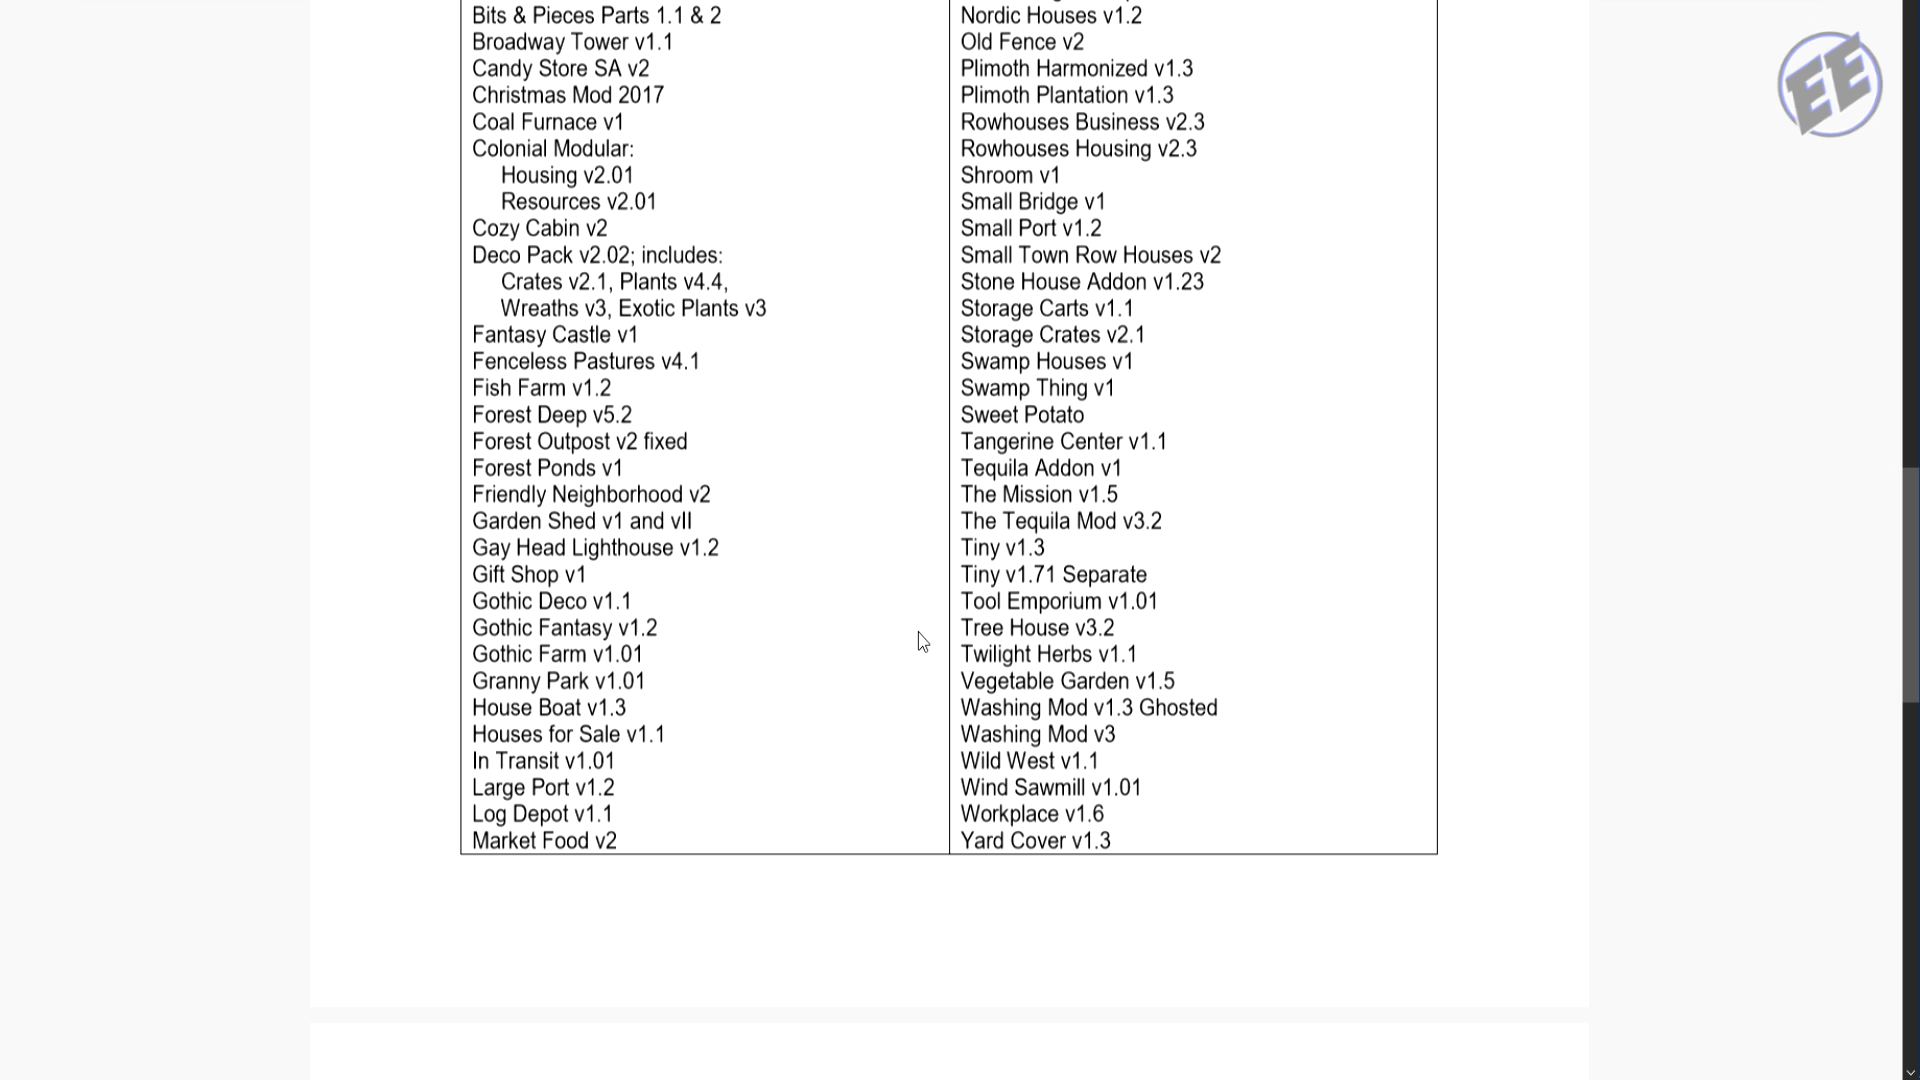 Bits & Pieces Parts 1.1 & 2
Broadway Tower v1.1
Candy Store SA v2
Christmas Mod 2017
Coal Furnace v1
Colonial Modular:
Housing v2.01
Resources v2.01
Cozy Cabin v2
Deco Pack v2.02; includes:
Crates v2.1, Plants v4.4,
Wreaths v3, Exotic Plants v3
Fantasy Castle v1
Fenceless Pastures v4.1
Fish Farm v1.2
Forest Deep v5.2
Forest Outpost v2 fixed
Forest Ponds v1
Friendly Neighborhood v2
Garden Shed v1 and vII
Gay Head Lighthouse v1.2
Gift Shop v1
Gothic Deco v1.1
Gothic Fantasy v1.2
Gothic Farm v1.01
Granny Park v1.01
House Boat v1.3
Houses for Sale v1.1
In Transit v1.01
Large Port v1.2
Log Depot v1.1
Market Food v2
Nordic Houses v1.2
Old Fence v2
Plimoth Harmonized v1.3
Plimoth Plantation v1.3
Rowhouses Business v2.3
Rowhouses Housing v2.3
Shroom v1
Small Bridge v1
Small Port v1.2
Small Town Row Houses v2
Stone House Addon v1.23
Storage Carts v1.1
Storage Crates v2.1
Swamp Houses v1
Swamp Thing v1
Sweet Potato
Tangerine Center v1.1
Tequila Addon v1
The Mission v1.5
The Tequila Mod v3.2
Tiny v1.3
Tiny v1.71 Separate
Tool Emporium v1.01
Tree House v3.2
Twilight Herbs v1.1
Vegetable Garden v1.5
Washing Mod v1.3 Ghosted
Washing Mod v3
Wild West v1.1
Wind Sawmill v1.01
Workplace v1.6
Yard Cover v1.3
EE